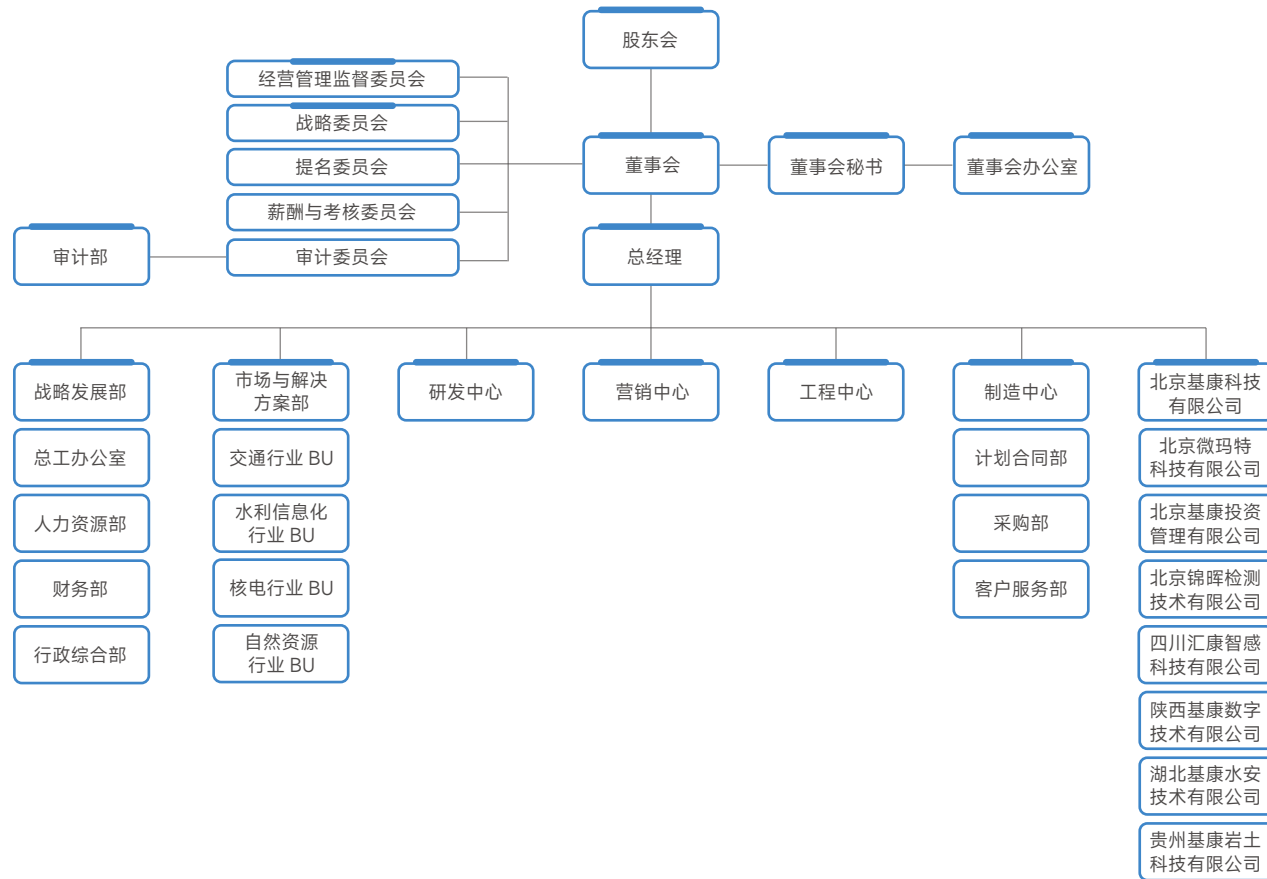 股东会
经营管理监督委员会
战略委员会
提名委员会
薪酬与考核委员会
审计委员会
审计部
董事会
董事会秘书
董事会办公室
总经理
战略发展部
总工办公室
人力资源部
财务部
行政综合部
市场与解决
方案部
交通行业 BU
水利信息化
行业 BU
核电行业 BU
自然资源
行业 BU
研发中心
营销中心
工程中心
制造中心
计划合同部
采购部
客户服务部
北京基康科技
有限公司
北京微玛特
科技有限公司
北京基康投资
管理有限公司
北京锦晖检测
技术有限公司
四川汇康智感
科技有限公司
陕西基康数字
技术有限公司
湖北基康水安
技术有限公司
贵州基康岩土
科技有限公司